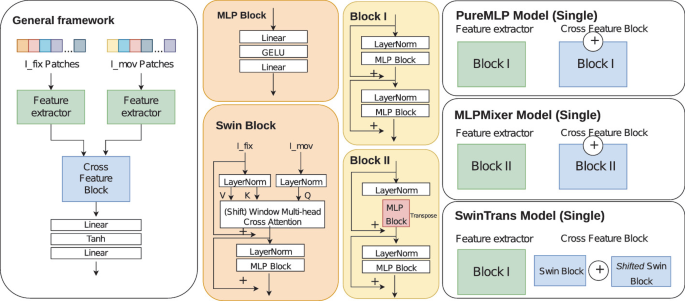 General framework
I_fix Patches
I_mov Patches
Feature
extractor
Feature
extractor
Cross
Feature
Block
Linear
Tanh
Linear
MLP Block
Linear
GELU
Linear
Swin Block
I_fix
I_mov
LayerNorm
LayerNorm
V
K
Q
(Shift) Window Multi-head
Cross Attention
+
LayerNorm
MLP Block
+
Block I
LayerNorm
MLP Block
+
LayerNorm
MLP Block
+
Block II
LayerNorm
MLP
Block
Transpose
+
LayerNorm
MLP Block
+
PureMLP Model (Single)
Feature extractor
Cross Feature Block
Block I
+
Block I
MLPMixer Model (Single)
Feature extractor
Cross Feature Block
Block II
+
Block II
SwinTrans Model (Single)
Feature extractor
Cross Feature Block
Block I
Swin Block
+
Shifted Swin
Block